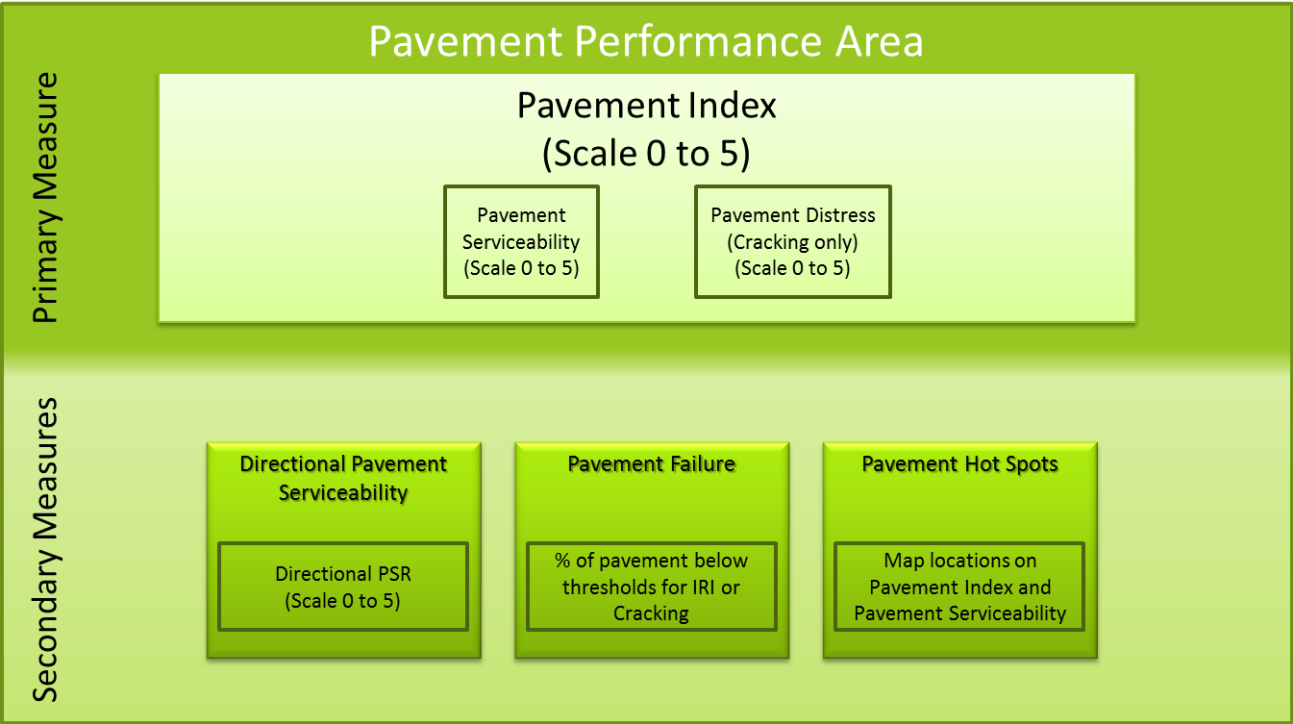 Pavement Performance Area
Primary Measure
Pavement Index
(Scale 0 to 5)
Pavement
Serviceability
(Scale 0 to 5)
Pavement Distress
(Cracking only)
(Scale 0 to 5)
Secondary Measures
Directional Pavement
Serviceability
Directional PSR
(Scale 0 to 5)
Pavement Failure
% of pavement below
thresholds for IRI or
Cracking
Pavement Hot Spots
Map locations on
Pavement Index and
Pavement Serviceability